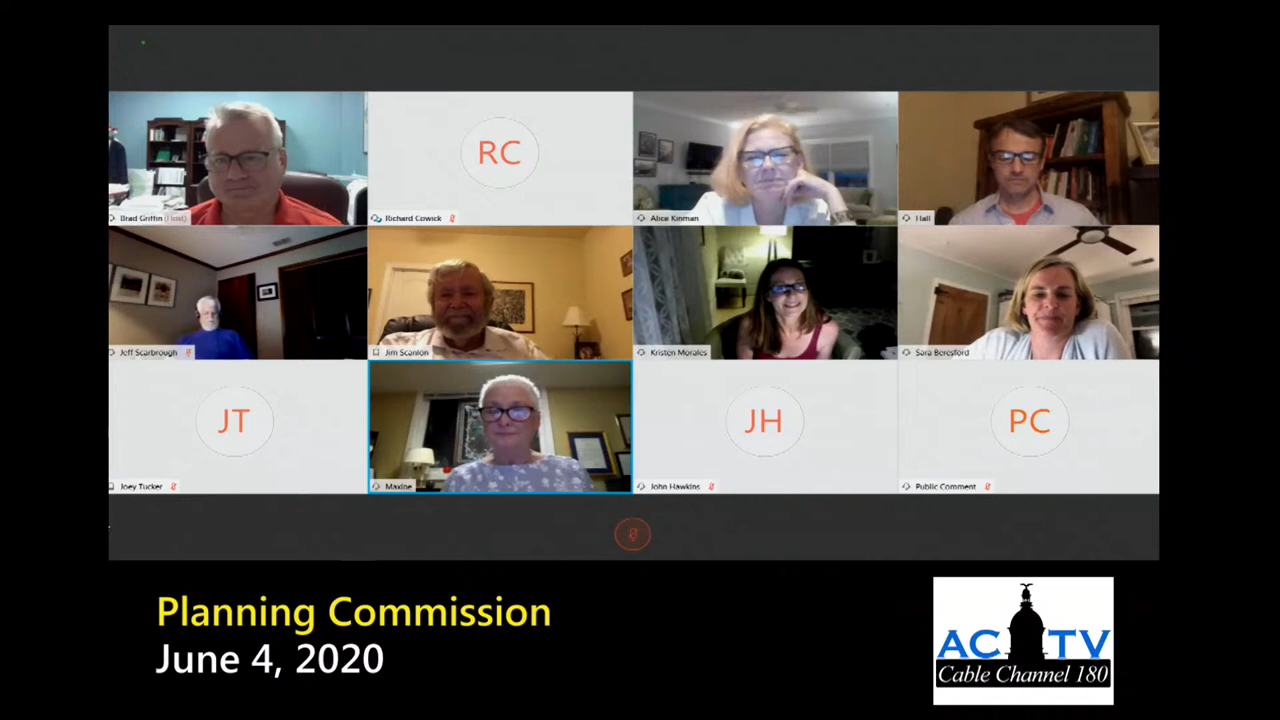 RC
Brad Griffin (Host)
Richard Cowick
Alice Kinman
Hall
Jeff Scarbrough
Jim Scanlon
Kristen Morales
Sara Beresford
JT
JH
PC
Joey Tucker
Maxine
John Hawkins
Public Comment
Planning Commission
June 4, 2020
AC TV
Cable Channel 180